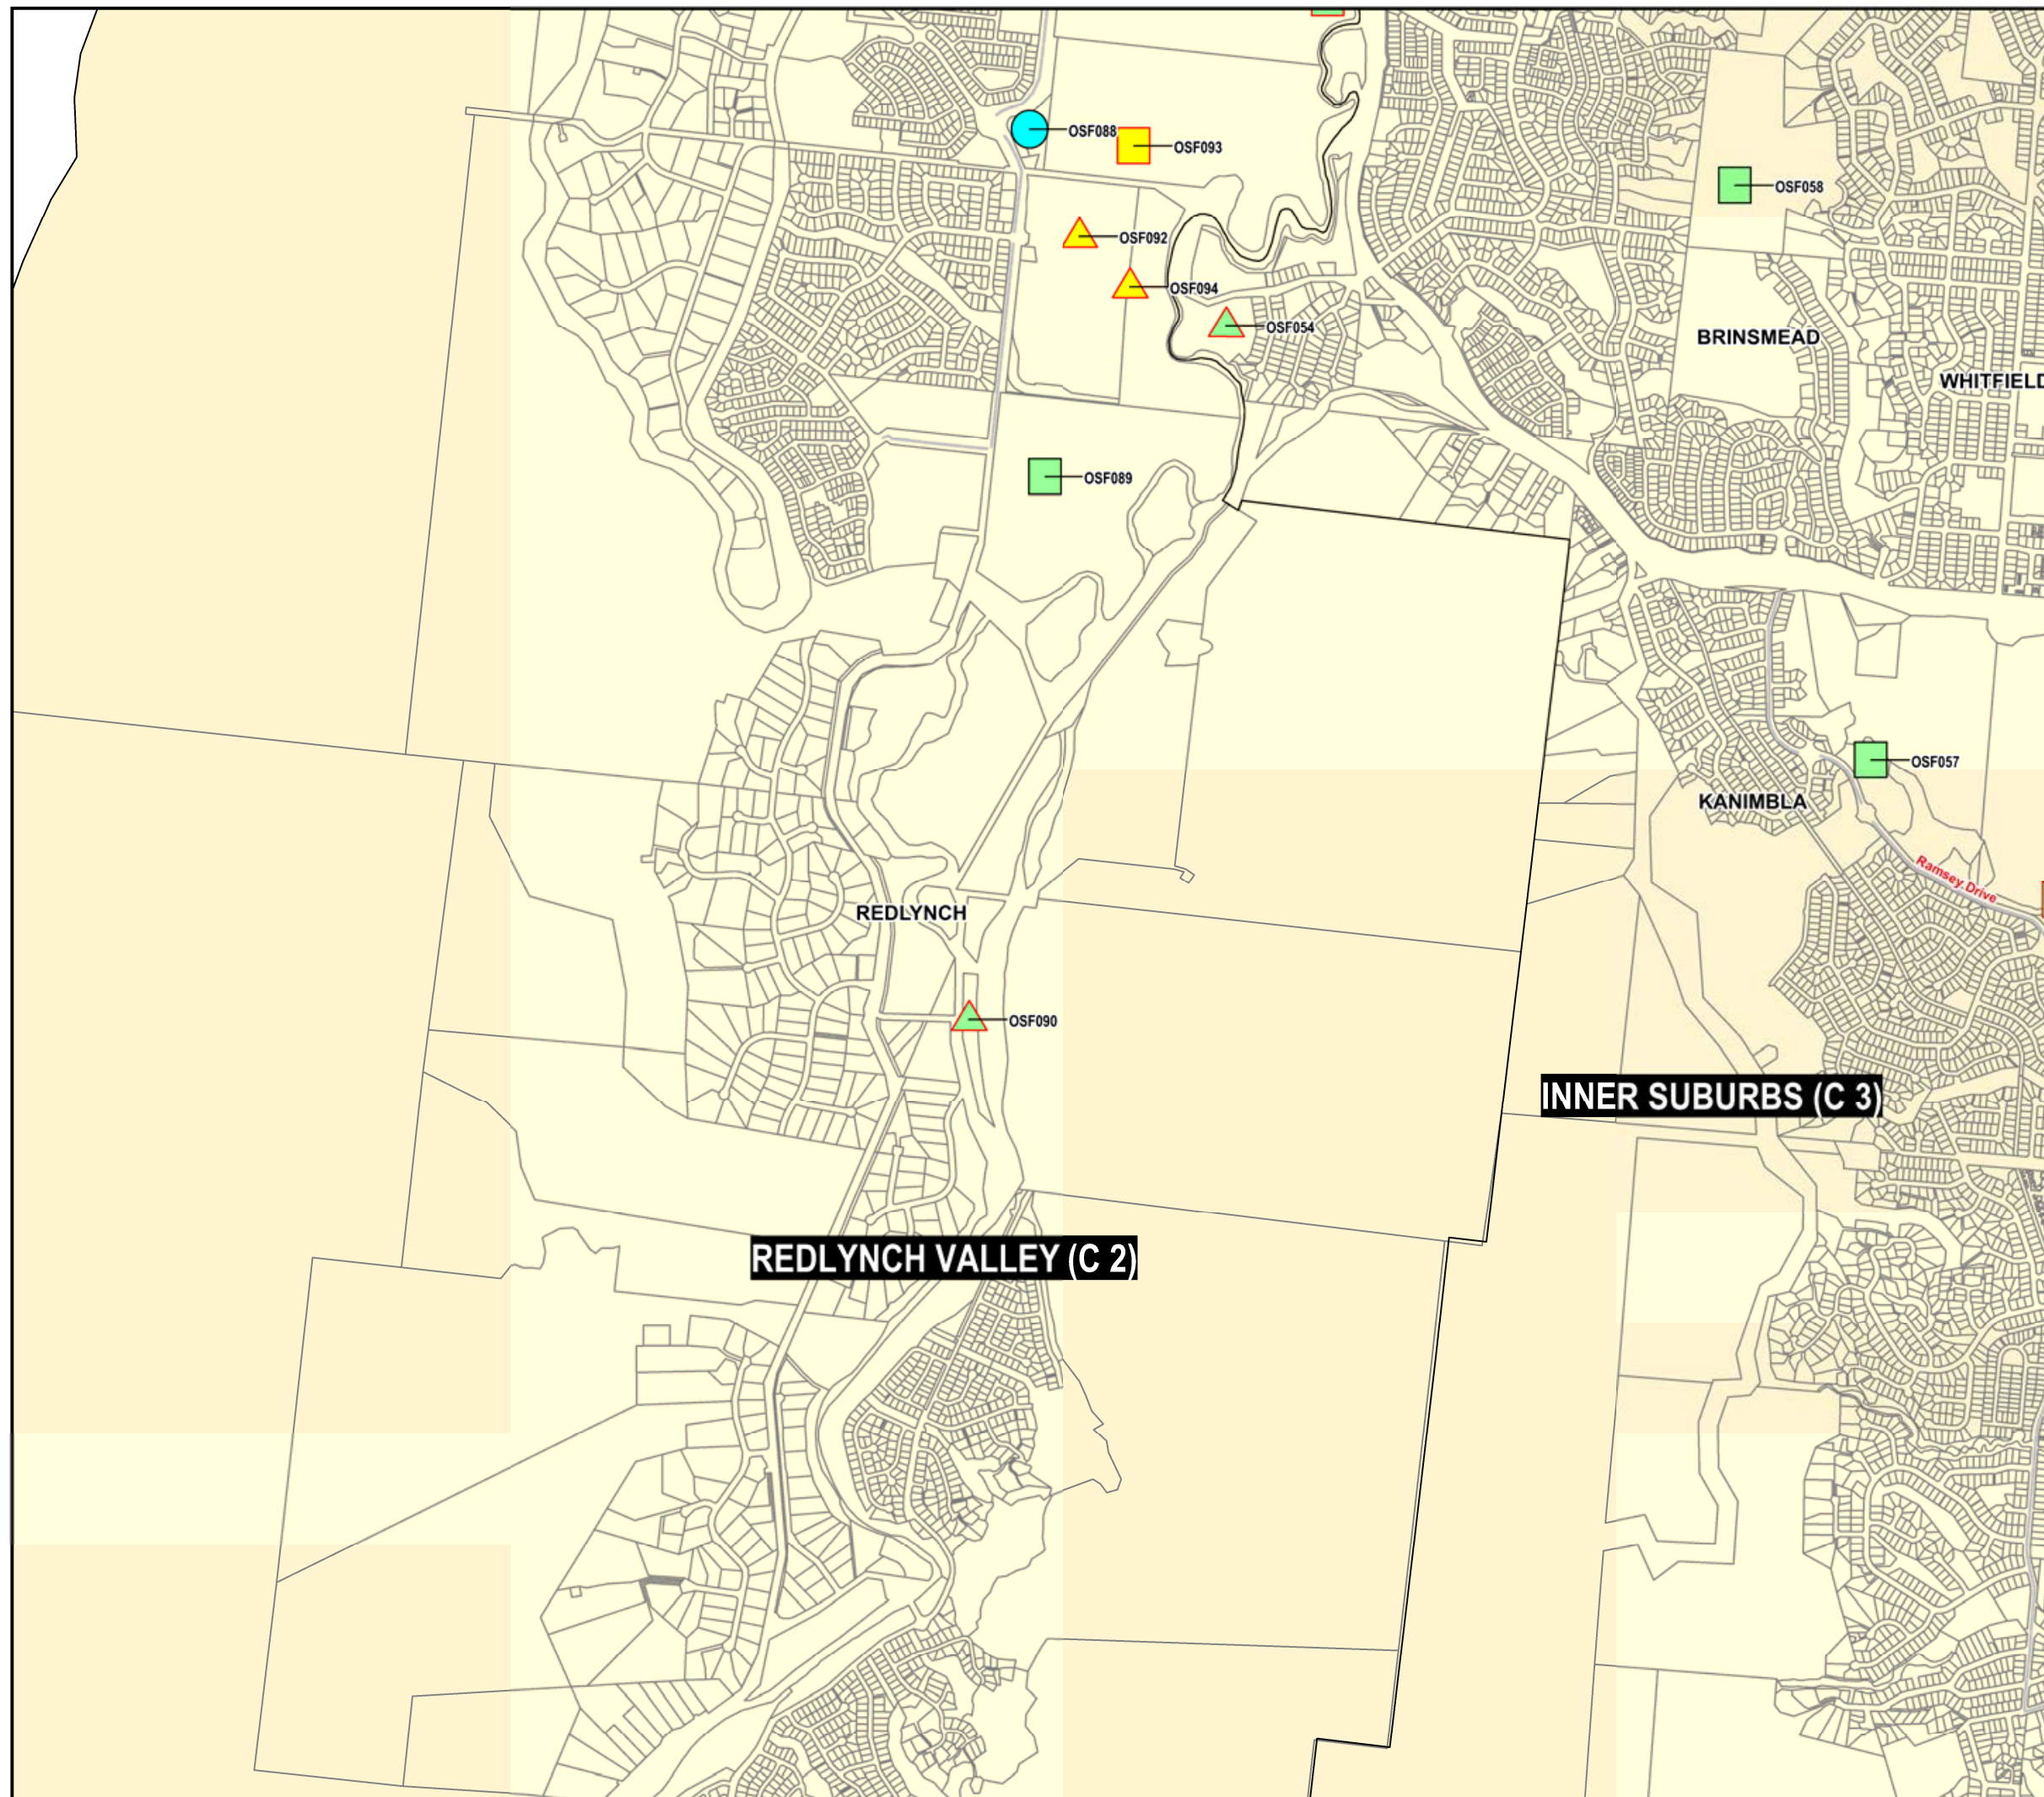 OSF088
OSF093
OSF058
OSF092
OSF094
OSF054
BRINSMEAD
WHITFIELD
OSF089
OSF057
KANIMBLA
Ramsey Drive
REDLYNCH
OSF090
INNER SUBURBS (C 3)
REDLYNCH VALLEY (C 2)